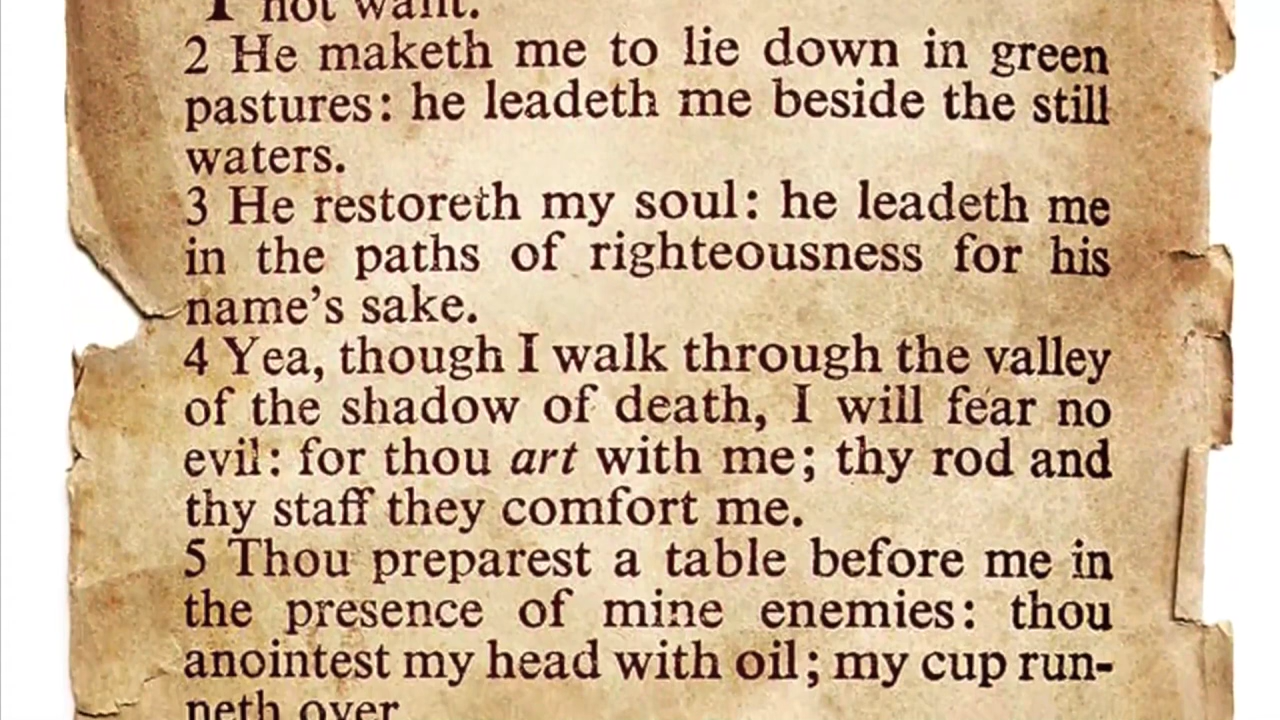 I not want.
2 He maketh me to lie down in green
pastures: he leadeth me beside the still
waters.
3 He restoreth my soul: he leadeth me
in the paths of righteousness for his
name's sake.
4 Yea, though I walk through the valley
of the shadow of death, I will fear no
evil: for thou art with me; thy rod and
thy staff they comfort me.
5 Thou preparest a table before me in
the presence of mine enemies: thou
anointest my head with oil; my cup run-
neth over